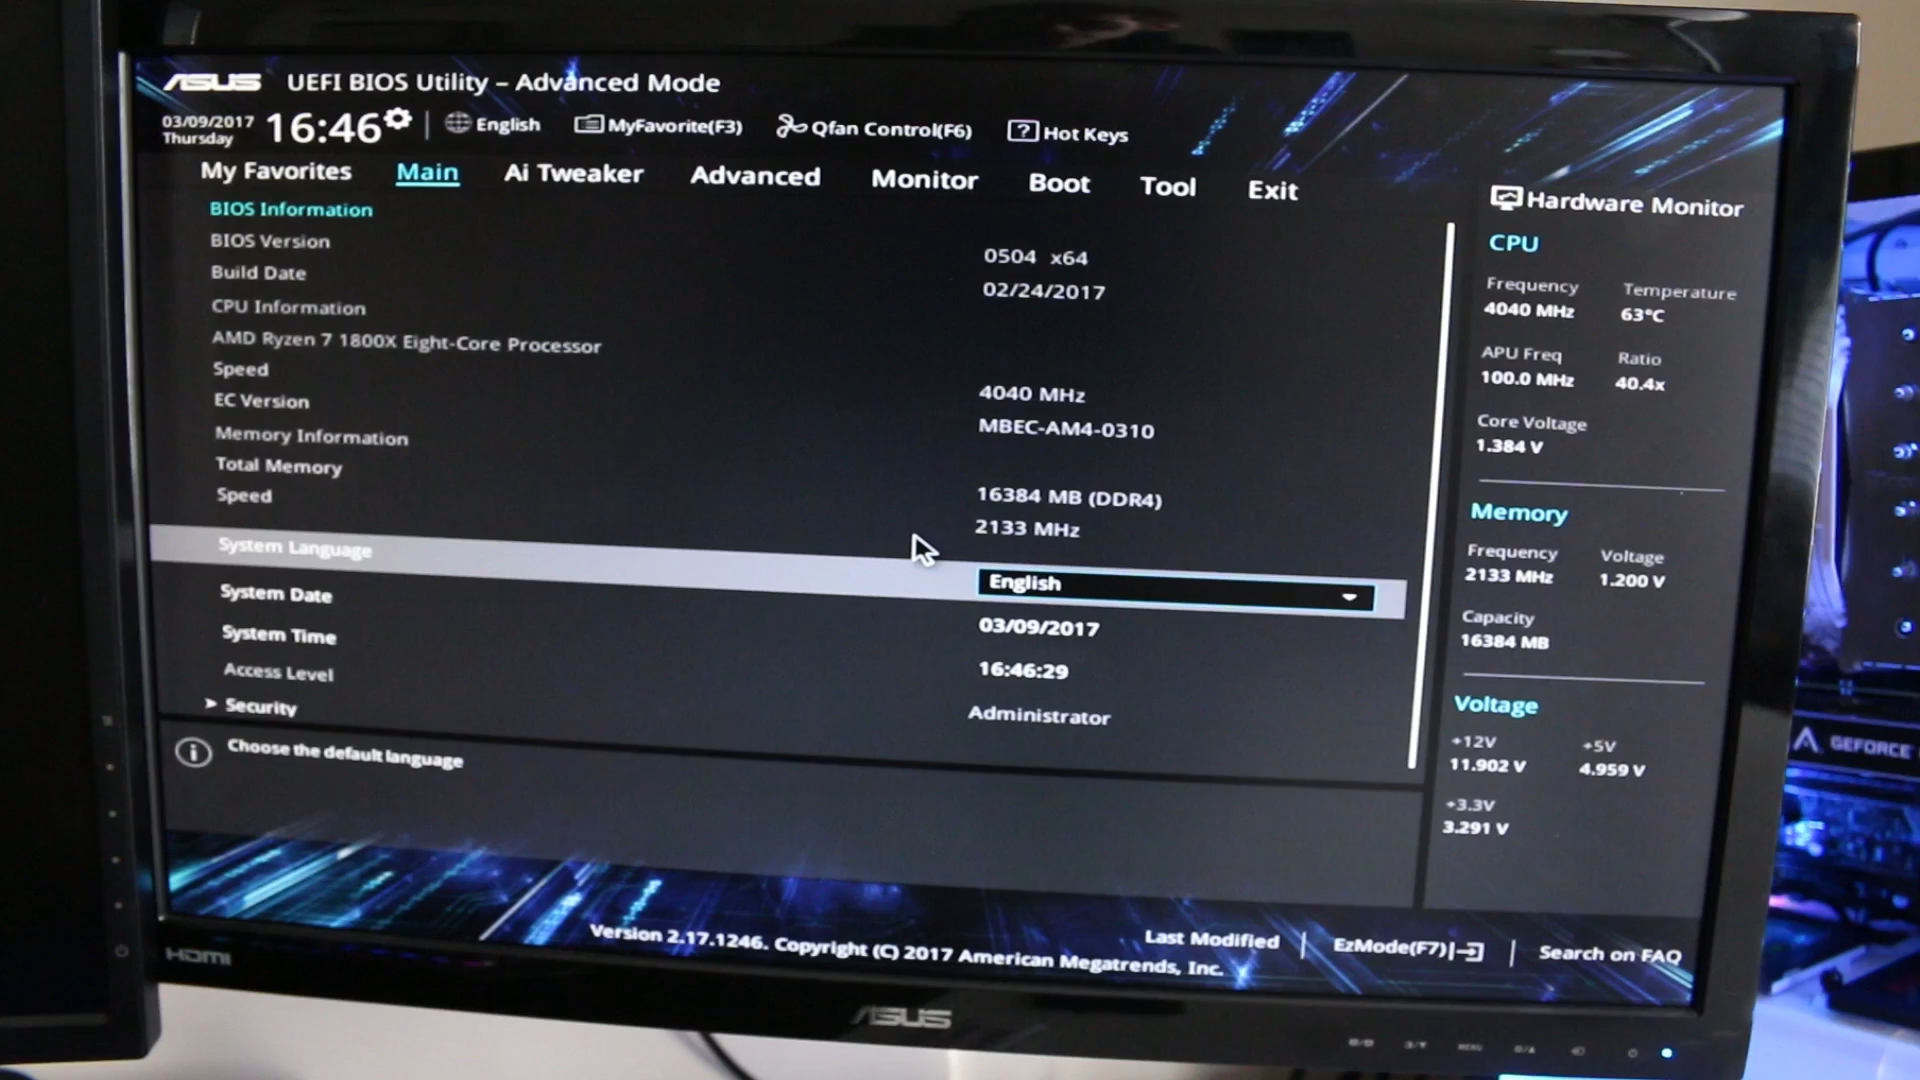 ASUS UEFI BIOS Utility – Advanced Mode
03/09/2017
Thursday
16:46
English
MyFavorite(F3)
Qfan Control(F6)
? Hot Keys
My Favorites Main Ai Tweaker Advanced Monitor Boot Tool Exit
BIOS Information
BIOS Version 0504 x64
Build Date 02/24/2017
CPU Information
AMD Ryzen 7 1800X Eight-Core Processor
Speed 4040 MHz
EC Version MBEC-AM4-0310
Memory Information
Total Memory 16384 MB (DDR4)
Speed 2133 MHz
System Language English
System Date 03/09/2017
System Time 16:46:29
Access Level Administrator
Security
Choose the default language
Hardware Monitor
CPU
Frequency Temperature
4040 MHz 63°C
APU Freq Ratio
100.0 MHz 40.4x
Core Voltage
1.384 V
Memory
Frequency Voltage
2133 MHz 1.200 V
Capacity
16384 MB
Voltage
+12V +5V
11.902 V 4.959 V
+3.3V
3.291 V
Last Modified EzMode(F7) Search on FAQ
Version 2.17.1246. Copyright (C) 2017 American Megatrends, Inc.
HDMI
ASUS
GEFORCE